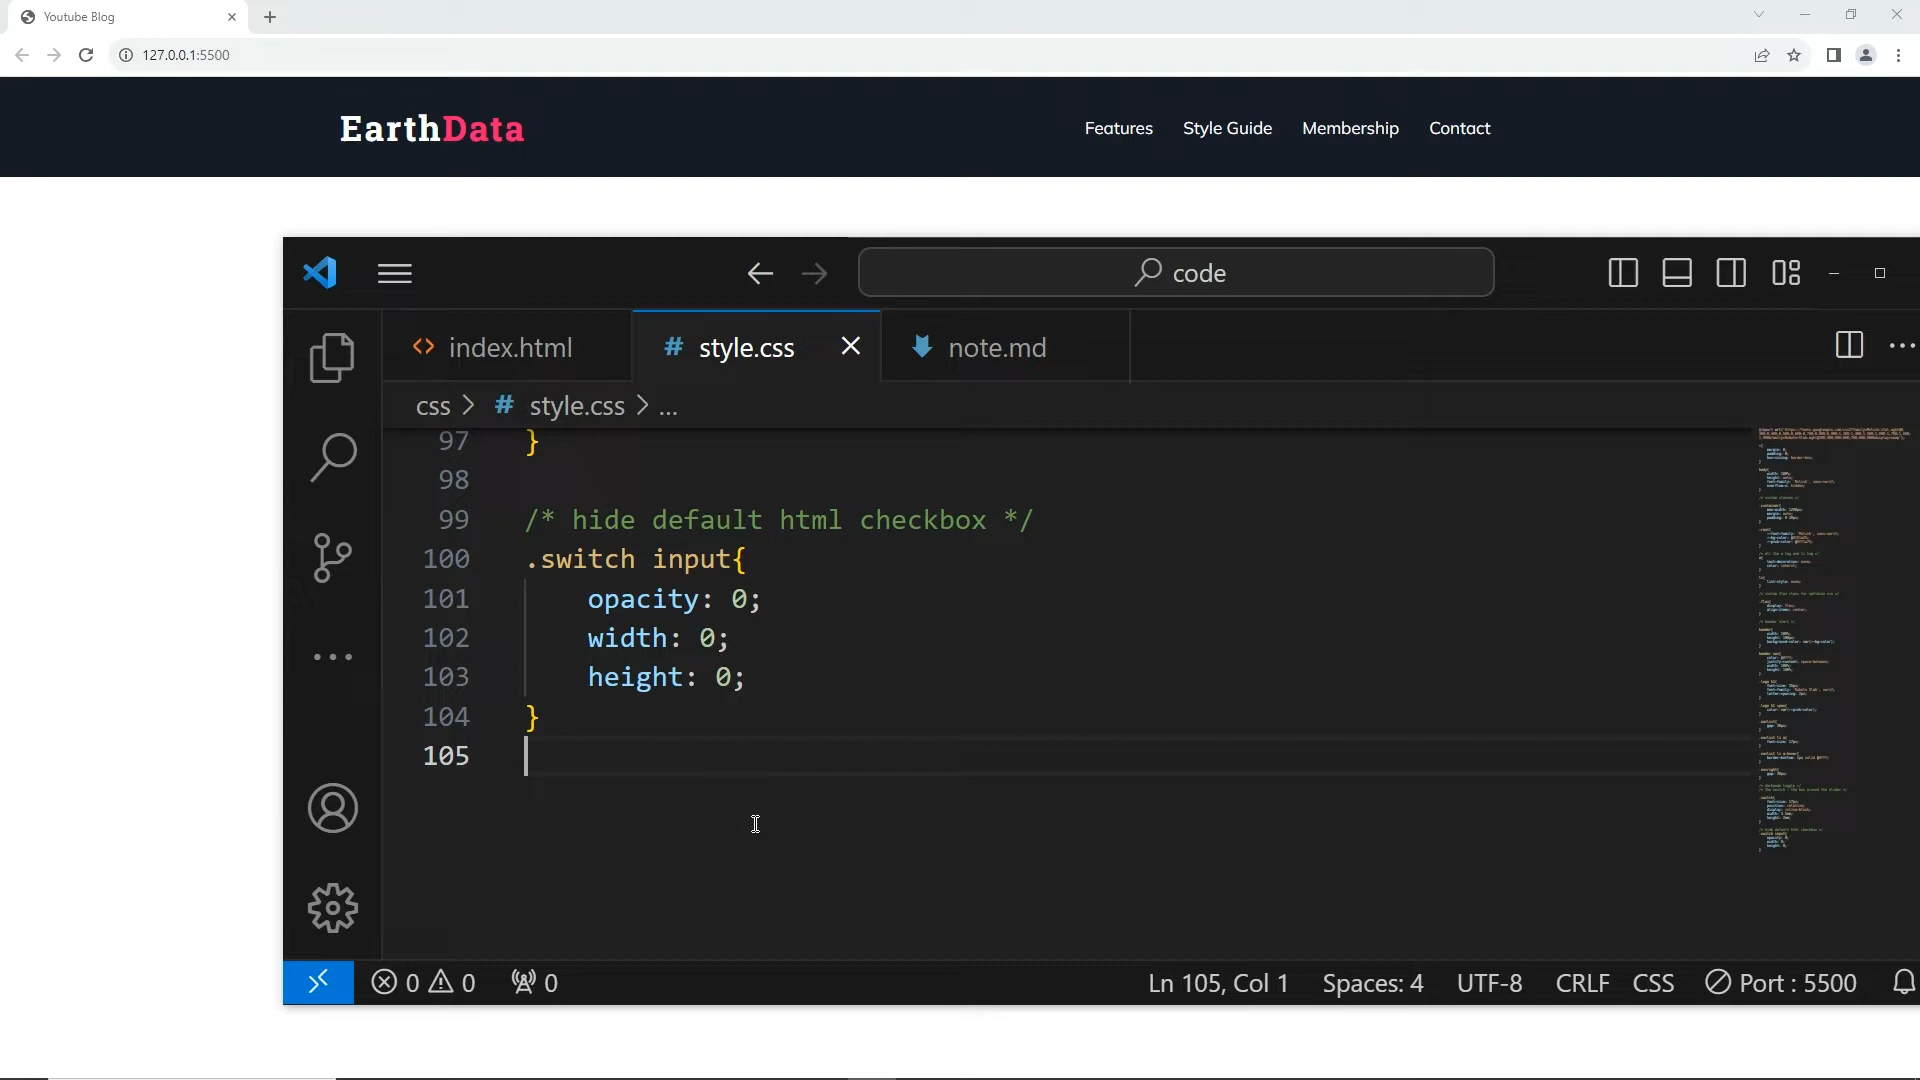 Youtube Blog
127.0.0.1:5500
EarthData
Features Style Guide Membership Contact
code
index.html
style.css
note.md
css > # style.css > ...
97 }
98
99 /* hide default html checkbox */
100 .switch input{
101 opacity: 0;
102 width: 0;
103 height: 0;
104 }
105
0 0 0 Ln 105, Col 1 Spaces: 4 UTF-8 CRLF CSS Port : 5500